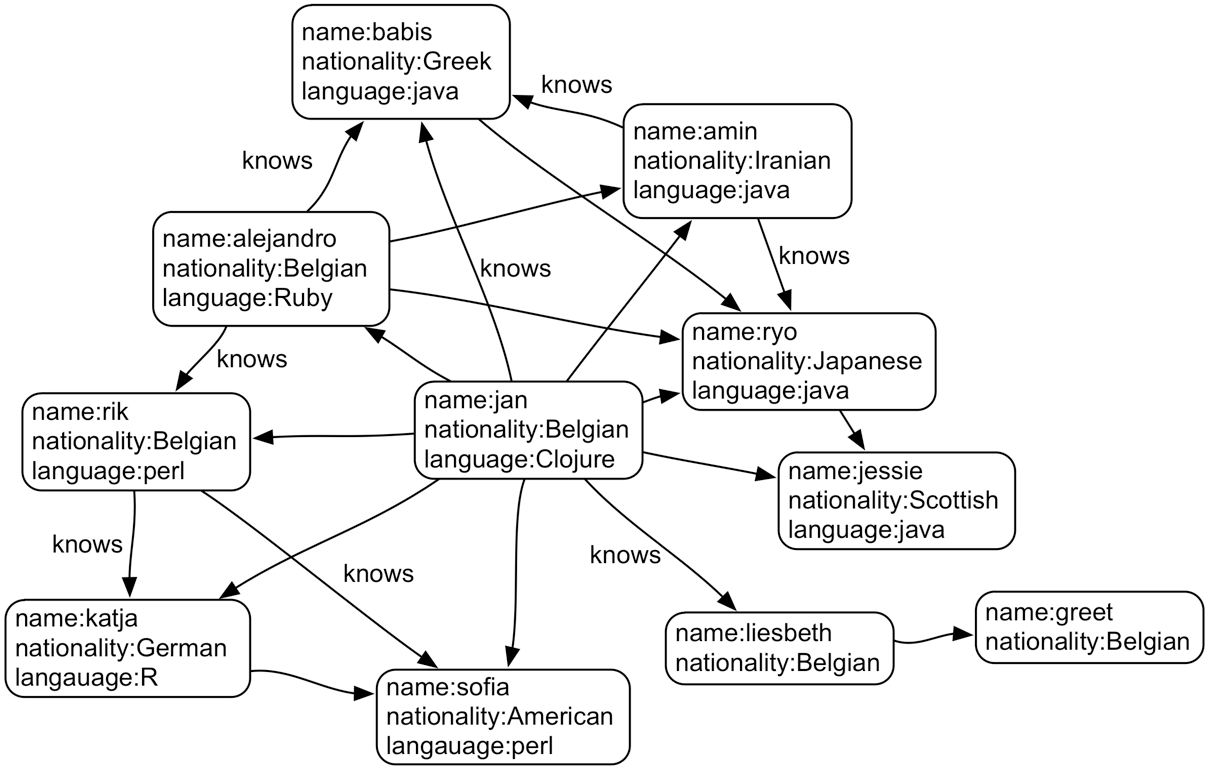 name:babis
nationality:Greek
language:java
knows
name:amin
nationality:Iranian
language:java
knows
name:alejandro
nationality:Belgian
language:Ruby
knows
knows
name:ryo
nationality:Japanese
language:java
knows
name:rik
nationality:Belgian
language:perl
name:jan
nationality:Belgian
language:Clojure
name:jessie
nationality:Scottish
language:java
knows
knows
knows
name:katja
nationality:German
langauage:R
name:liesbeth
nationality:Belgian
name:greet
nationality:Belgian
name:sofia
nationality:American
langauage:perl